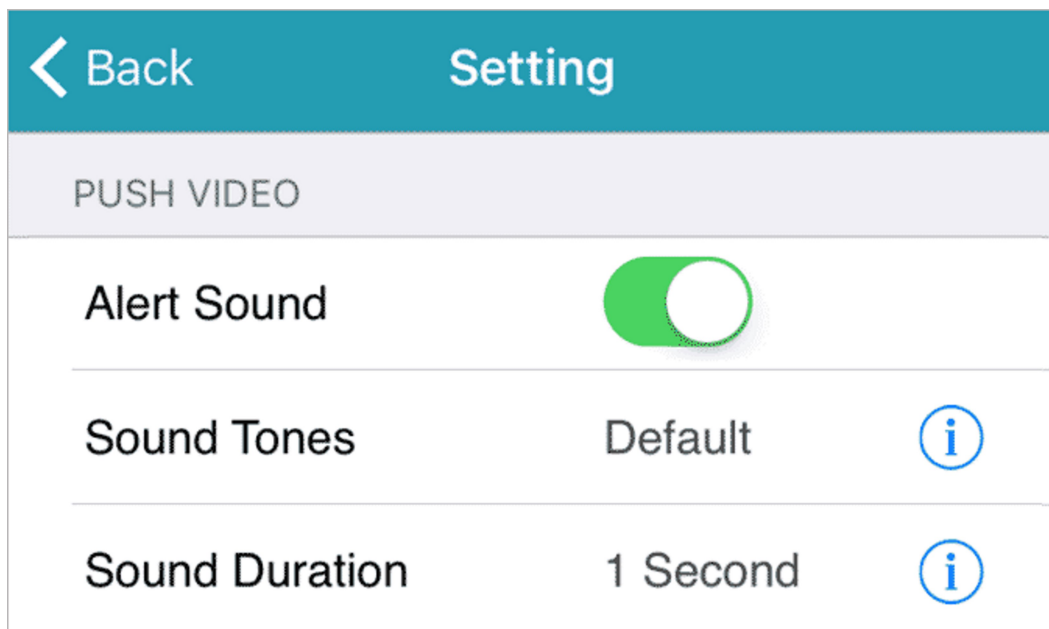 Back Setting
PUSH VIDEO
Alert Sound
Sound Tones Default i
Sound Duration 1 Second i